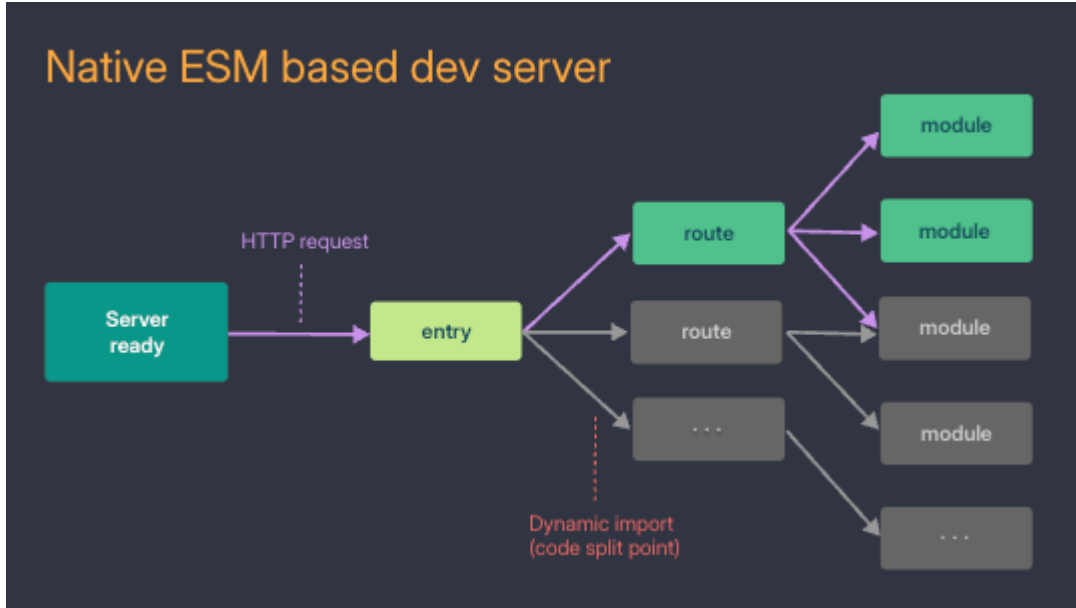 Native ESM based dev server
module
HTTP request
route
module
Server
ready
entry
route
module
...
module
Dynamic import
(code split point)
...